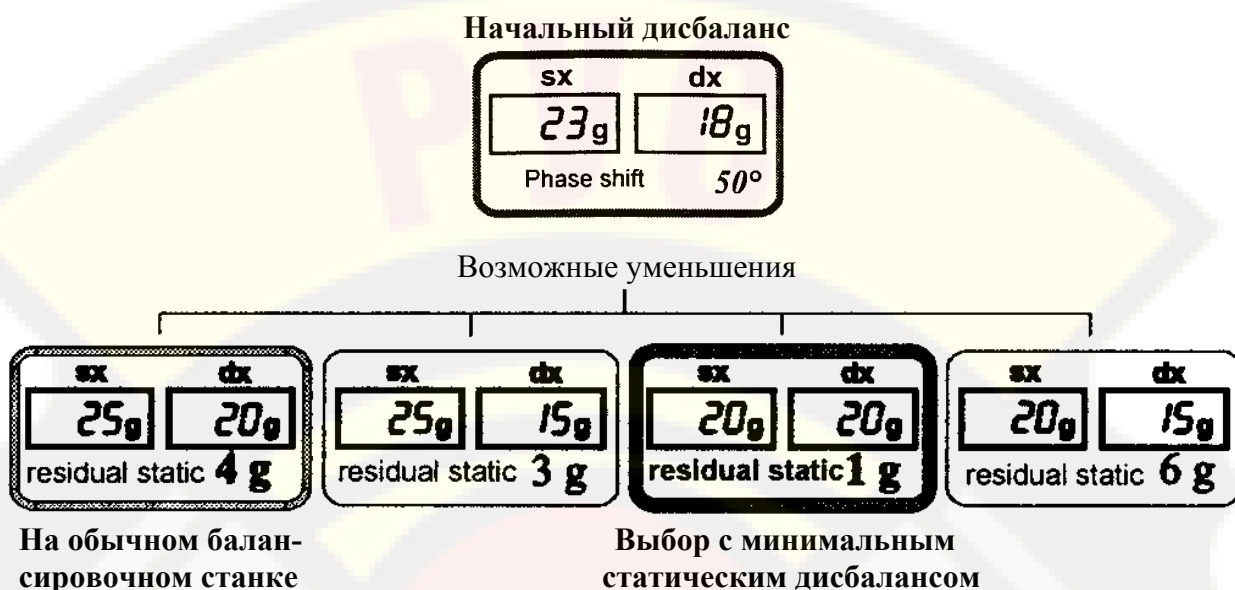 Начальный дисбаланс
sx dx
23g 18g
Phase shift 50°
Возможные уменьшения
sx dx sx dx sx dx sx dx
25g 20g 25g 15g 20g 20g 20g 15g
residual static 4 g residual static 3 g residual static 1 g residual static 6 g
На обычном балан- Выбор с минимальным
сировочном станке статическим дисбалансом